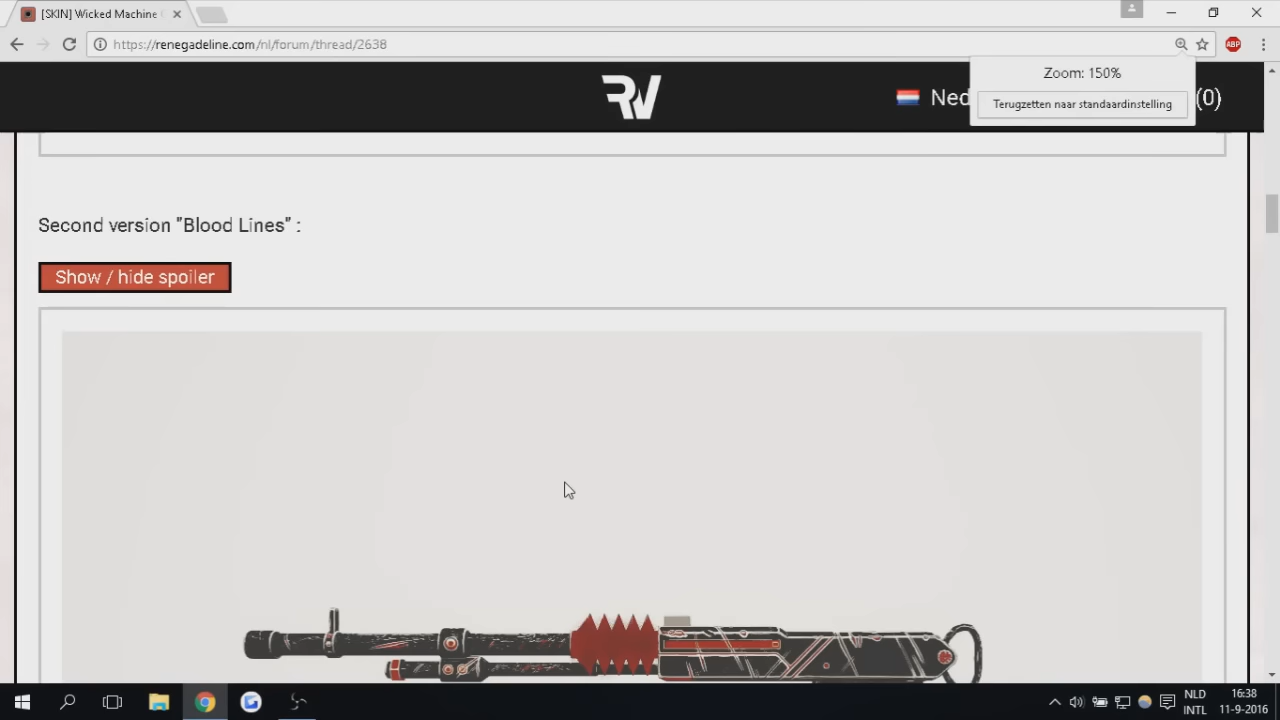 [SKIN] Wicked Machine
https://renegadeline.com/nl/forum/thread/2638
ABP
Zoom: 150%
Terugzetten naar standaardinstelling
Ned
(0)
Second version "Blood Lines" :
Show / hide spoiler
NLD
INTL
16:38
11-9-2016